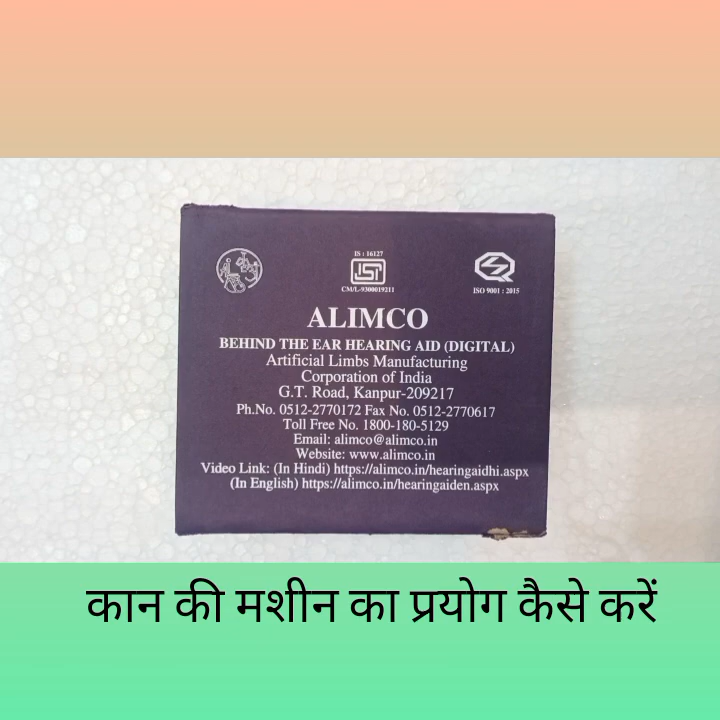 IS : 16127
ISI
CM/L-9300019211
ISO 9001 : 2015
ALIMCO
BEHIND THE EAR HEARING AID (DIGITAL)
Artificial Limbs Manufacturing
Corporation of India
G.T. Road, Kanpur-209217
Ph.No. 0512-2770172 Fax No. 0512-2770617
Toll Free No. 1800-180-5129
Email: alimco@alimco.in
Website: www.alimco.in
Video Link: (In Hindi) https://alimco.in/hearingaidhi.aspx
(In English) https://alimco.in/hearingaiden.aspx
कान की मशीन का प्रयोग कैसे करें